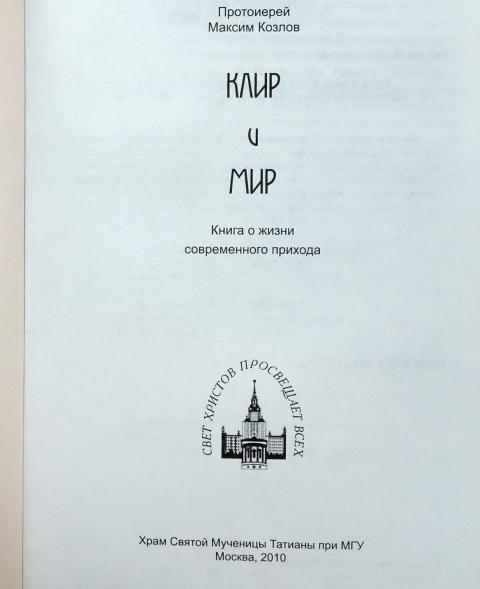 Протоиерей
Максим Козлов
КЛИР
и
МИР
Книга о жизни
современного прихода
СВЕТ ХРИСТОВ ПРОСВЕЩАЕТ ВСЕХ
Храм Святой Мученицы Татианы при МГУ
Москва, 2010